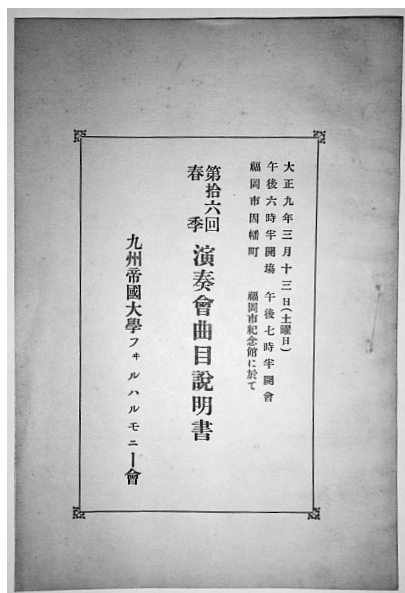 大正九年三月十三日(土曜日)
午後六時半開場　午後七時半開會
福岡市因幡町　福岡市紀念館に於て
第拾六回
春季
演奏會曲目說明書
九州帝國大學フヰルハルモニー會